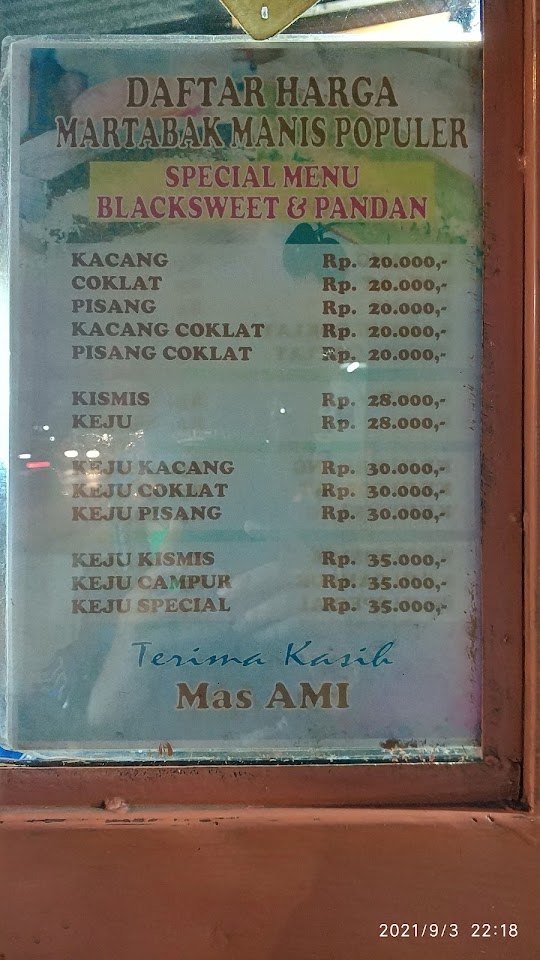 DAFTAR HARGA
MARTABAK MANIS POPULER
SPECIAL MENU
BLACKSWEET & PANDAN
KACANG Rp. 20.000,-
COKLAT Rp. 20.000,-
PISANG Rp. 20.000,-
KACANG COKLAT Rp. 20.000,-
PISANG COKLAT Rp. 20.000,-
KISMIS Rp. 28.000,-
KEJU Rp. 28.000,-
KEJU KACANG Rp. 30.000,-
KEJU COKLAT Rp. 30.000,-
KEJU PISANG Rp. 30.000,-
KEJU KISMIS Rp. 35.000,-
KEJU CAMPUR Rp. 35.000,-
KEJU SPECIAL Rp. 35.000,-
Terima Kasih
Mas AMI
2021/9/3 22:18